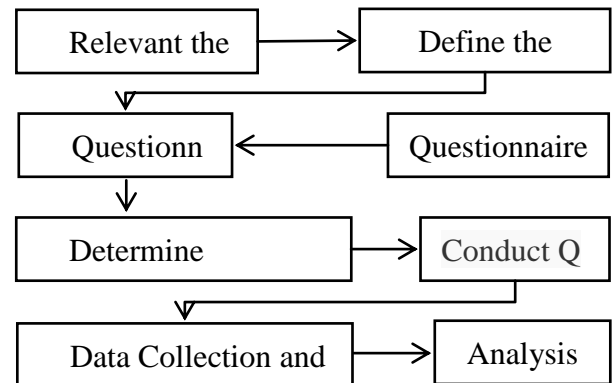 Relevant the
Define the
Questionn
Questionnaire
Determine
Conduct Q
Data Collection and
Analysis